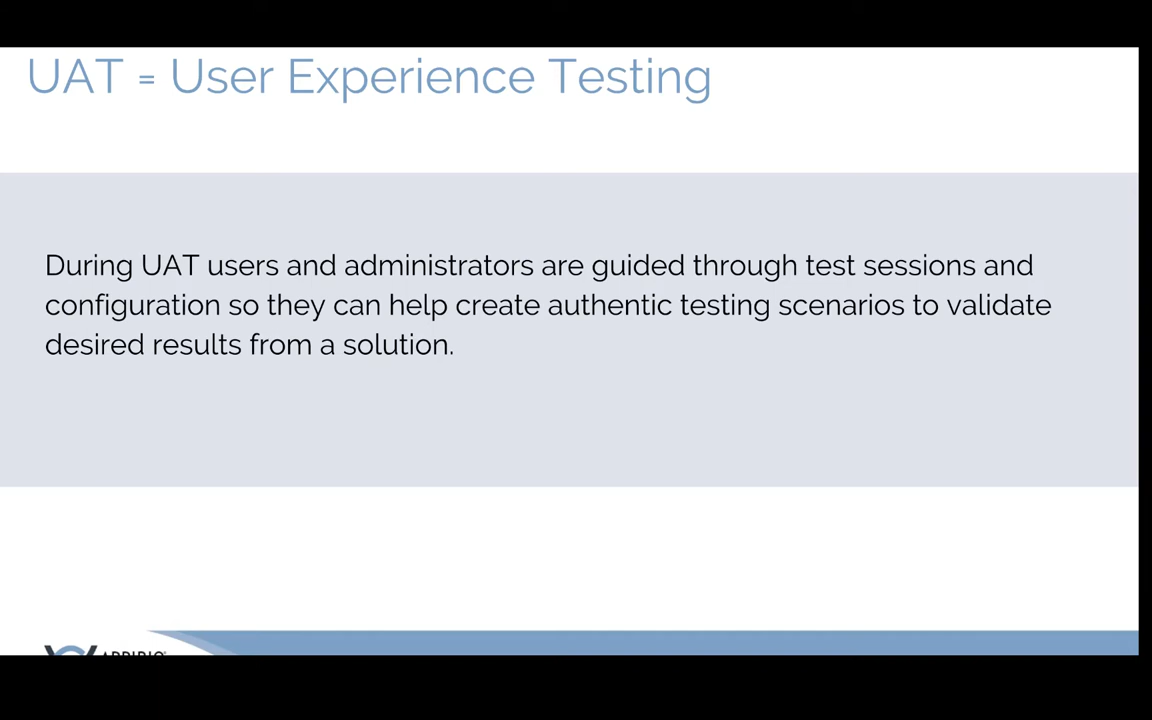 UAT = User Experience Testing
During UAT users and administrators are guided through test sessions and
configuration so they can help create authentic testing scenarios to validate
desired results from a solution.